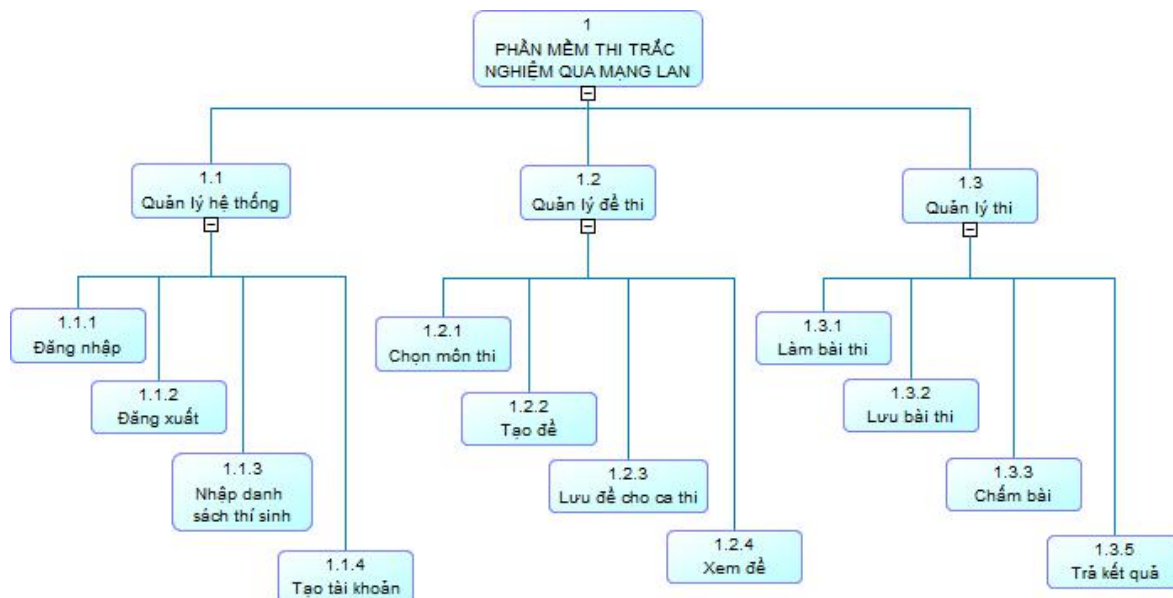 1
PHẦN MỀM THI TRẮC
NGHIỆM QUA MẠNG LAN
1.1
Quản lý hệ thống
1.2
Quản lý đề thi
1.3
Quản lý thi
1.1.1
Đăng nhập
1.1.2
Đăng xuất
1.1.3
Nhập danh
sách thí sinh
1.1.4
Tạo tài khoản
1.2.1
Chọn môn thi
1.2.2
Tạo đề
1.2.3
Lưu đề cho ca thi
1.2.4
Xem đề
1.3.1
Làm bài thi
1.3.2
Lưu bài thi
1.3.3
Chấm bài
1.3.5
Trả kết quả